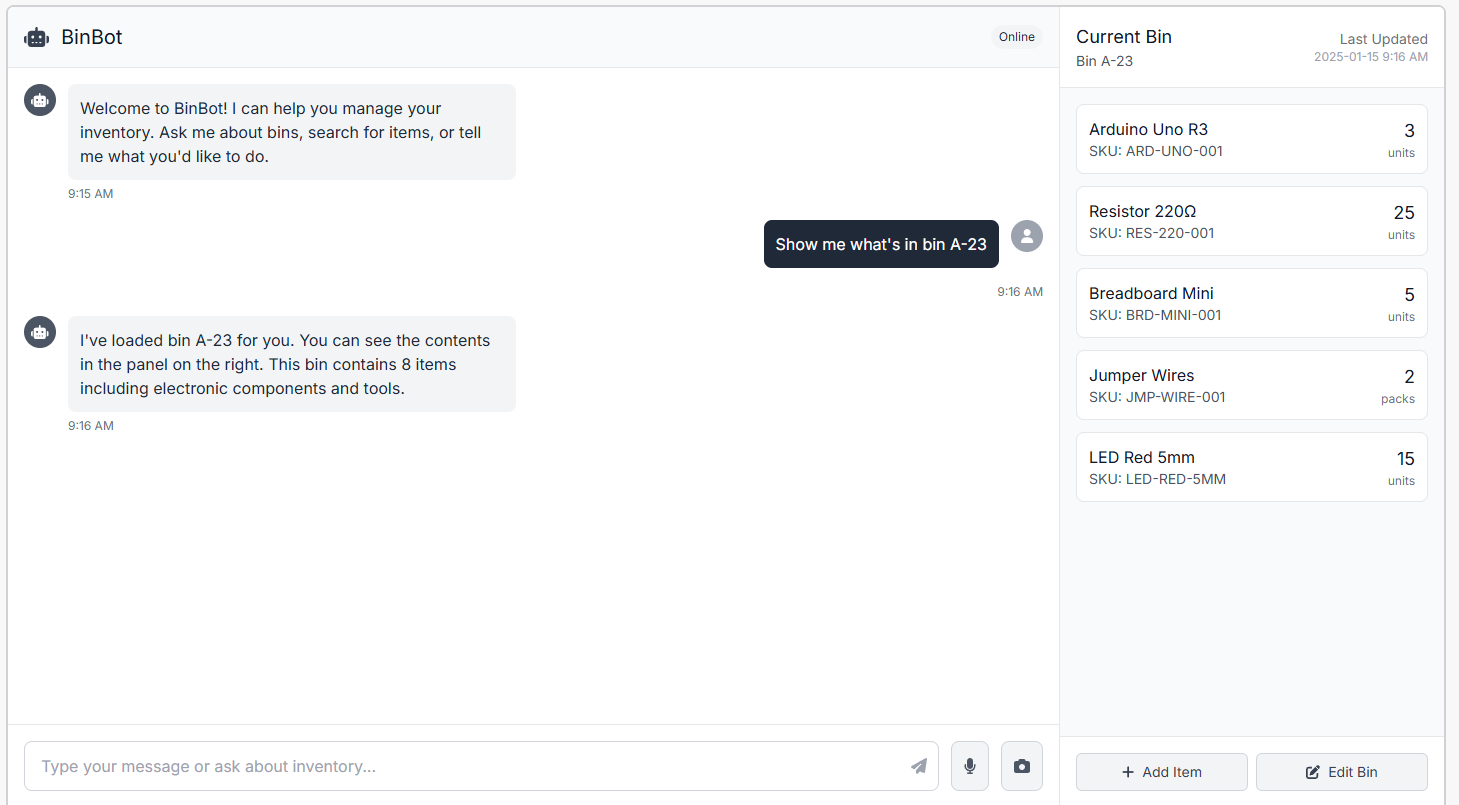 BinBot
Online
Welcome to BinBot! I can help you manage your
inventory. Ask me about bins, search for items, or tell
me what you'd like to do.
9:15 AM
Show me what's in bin A-23
9:16 AM
I've loaded bin A-23 for you. You can see the contents
in the panel on the right. This bin contains 8 items
including electronic components and tools.
9:16 AM
Type your message or ask about inventory...
Current Bin
Bin A-23
Last Updated
2025-01-15 9:16 AM
Arduino Uno R3
SKU: ARD-UNO-001
3
units
Resistor 220Ω
SKU: RES-220-001
25
units
Breadboard Mini
SKU: BRD-MINI-001
5
units
Jumper Wires
SKU: JMP-WIRE-001
2
packs
LED Red 5mm
SKU: LED-RED-5MM
15
units
Add Item
Edit Bin